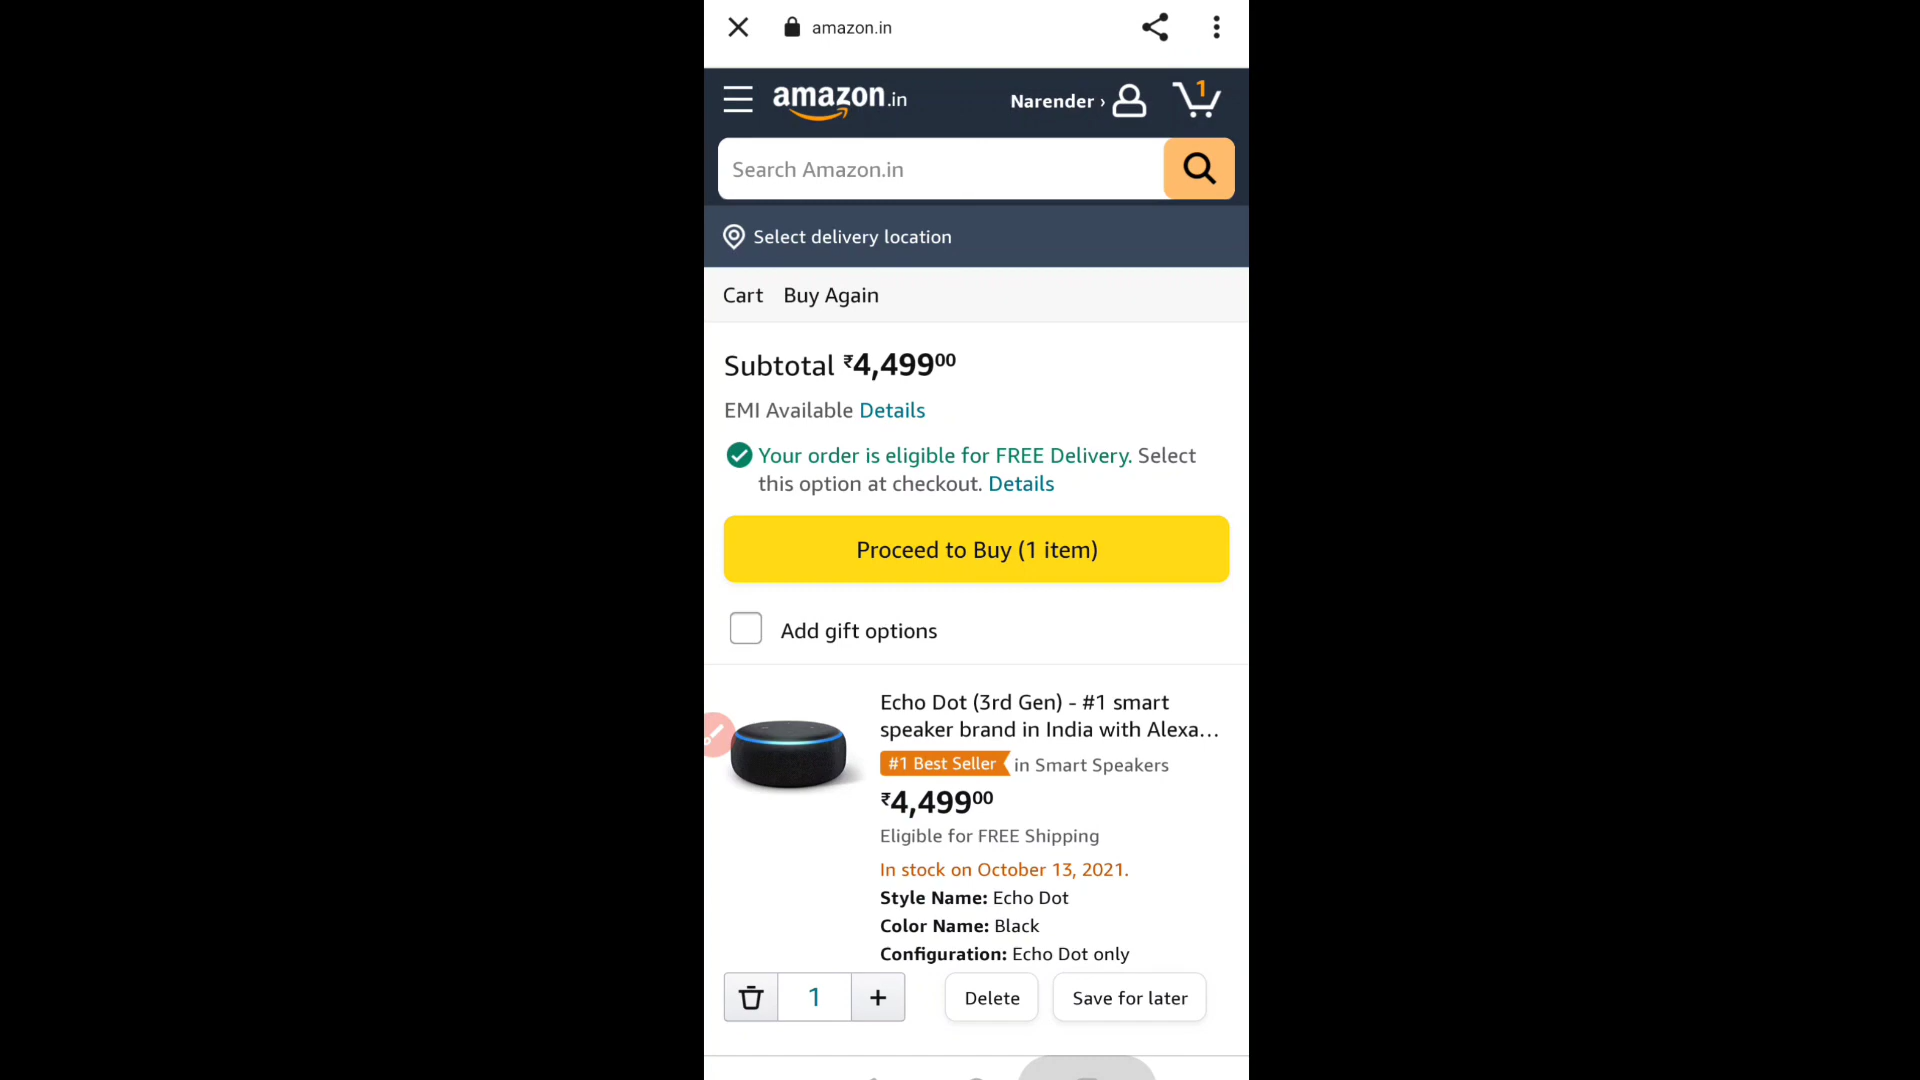 amazon.in
amazon.in
Narender ›
1
Search Amazon.in
Select delivery location
Cart Buy Again
Subtotal ₹4,49900
EMI Available Details
Your order is eligible for FREE Delivery. Select
this option at checkout. Details
Proceed to Buy (1 item)
Add gift options
Echo Dot (3rd Gen) - #1 smart
speaker brand in India with Alexa...
#1 Best Seller in Smart Speakers
₹4,49900
Eligible for FREE Shipping
In stock on October 13, 2021.
Style Name: Echo Dot
Color Name: Black
Configuration: Echo Dot only
1 + Delete Save for later